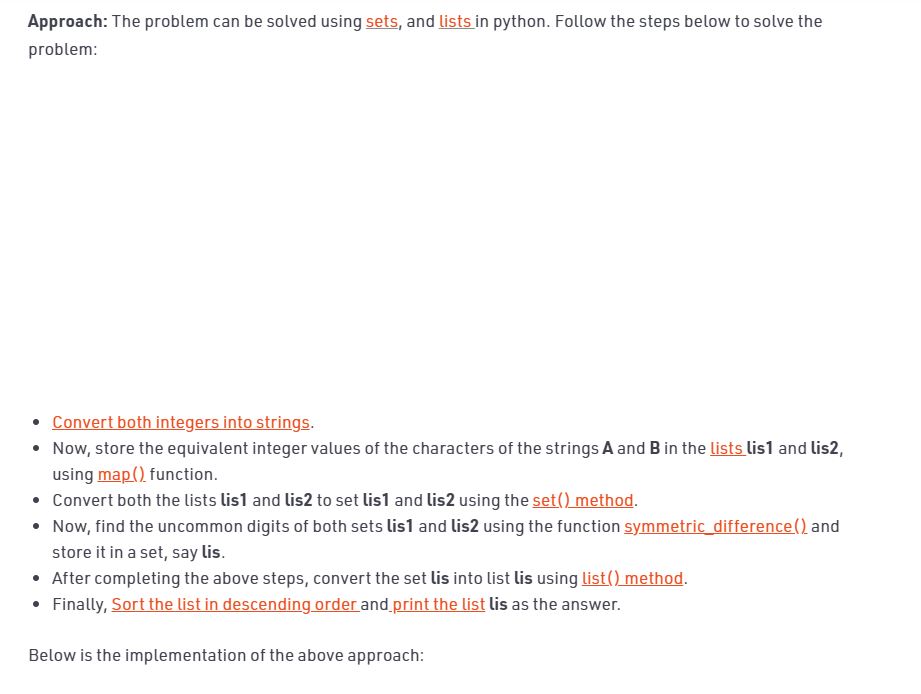 Approach: The problem can be solved using sets, and lists in python. Follow the steps below to solve the
problem:
• Convert both integers into strings.
• Now, store the equivalent integer values of the characters of the strings A and B in the lists lis1 and lis2,
using map() function.
• Convert both the lists lis1 and lis2 to set lis1 and lis2 using the set() method.
• Now, find the uncommon digits of both sets lis1 and lis2 using the function symmetric_difference() and
store it in a set, say lis.
• After completing the above steps, convert the set lis into list lis using list() method.
• Finally, Sort the list in descending order and print the list lis as the answer.
Below is the implementation of the above approach: